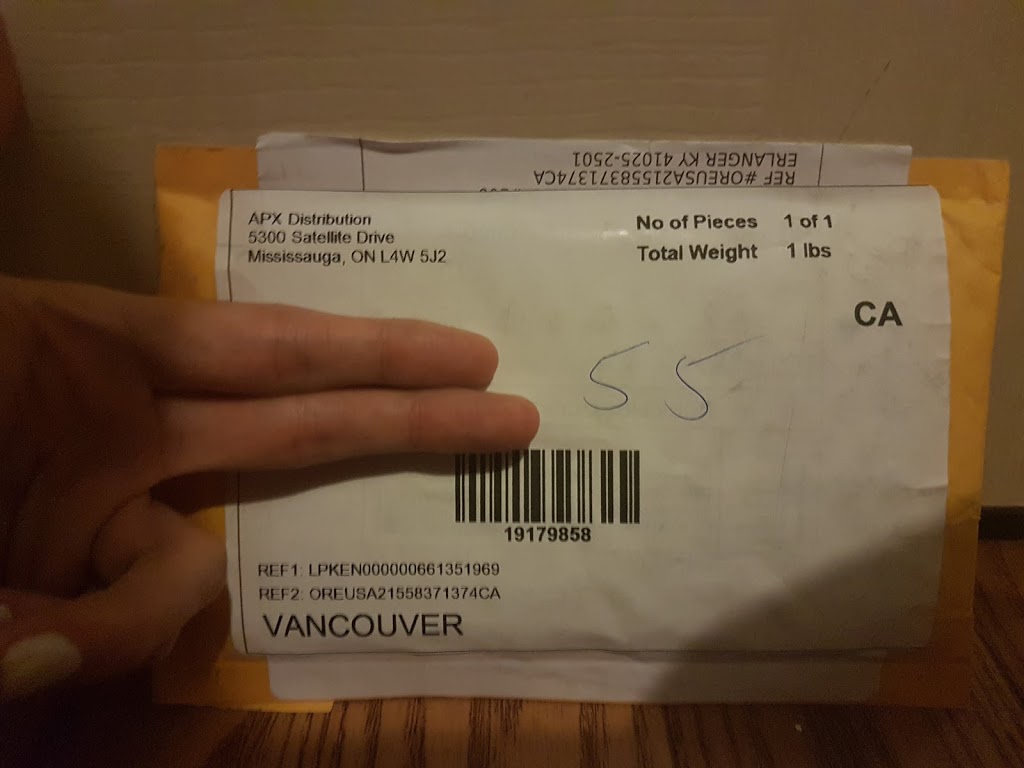 ERLANGER KY 41025-2501
REF #OREUSA21558371374CA
APX Distribution
5300 Satellite Drive
Mississauga, ON L4W 5J2
No of Pieces 1 of 1
Total Weight 1 lbs
CA
55
19179858
REF1: LPKEN000000661351969
REF2: OREUSA21558371374CA
VANCOUVER